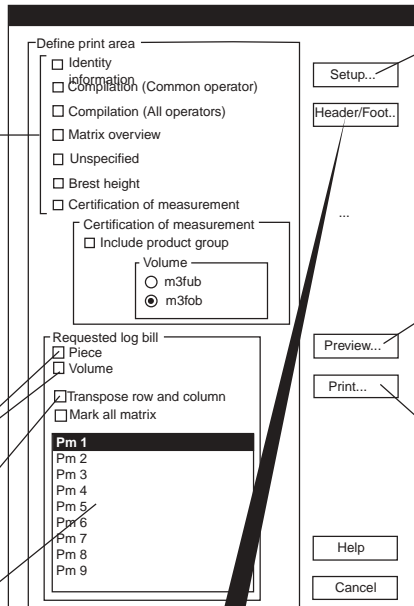 Define print area
Identity
information
Compilation (Common operator)
Compilation (All operators)
Matrix overview
Unspecified
Brest height
Certification of measurement
Certification of measurement
Include product group
Volume
m3fub
m3fob
Requested log bill
Piece
Volume
Transpose row and column
Mark all matrix
Pm 1
Pm 2
Pm 3
Pm 4
Pm 5
Pm 6
Pm 7
Pm 8
Pm 9
Setup...
Header/Foot..
...
Preview...
Print...
Help
Cancel